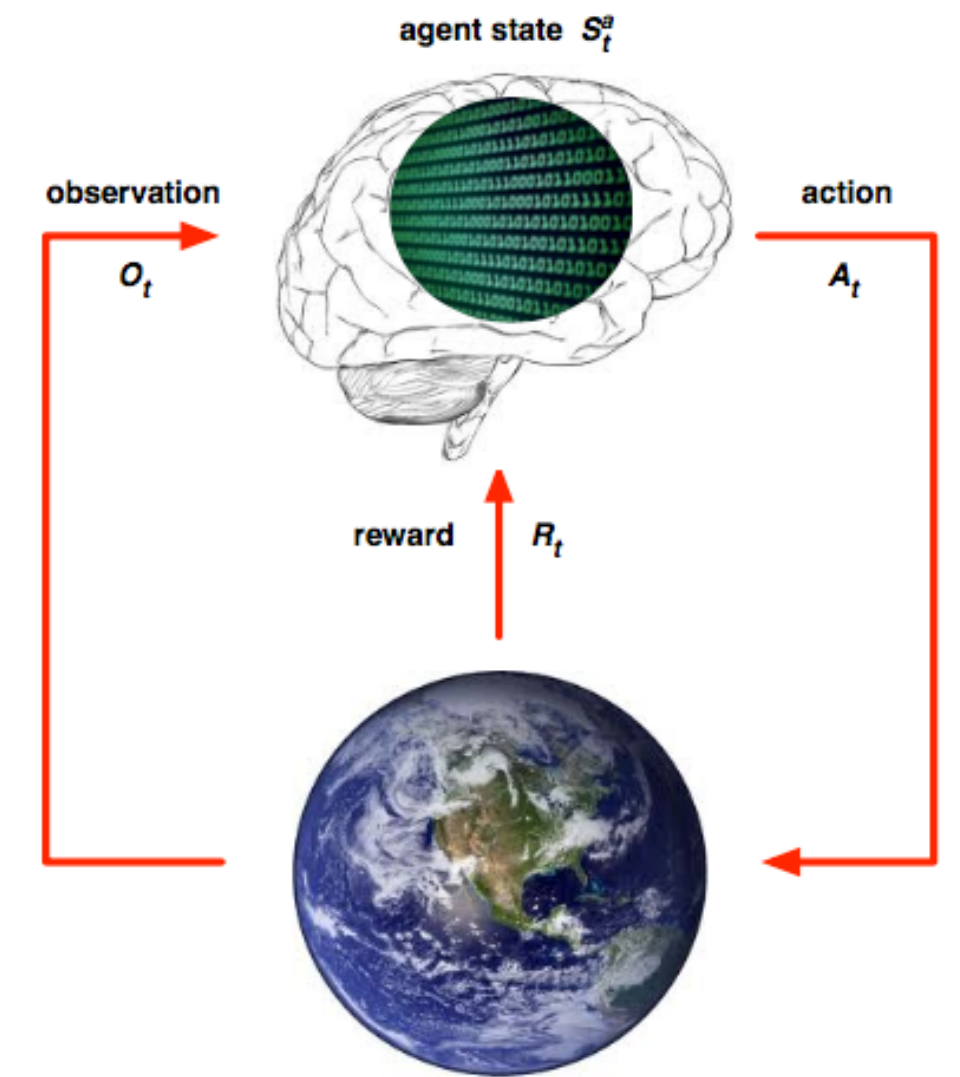 agent state S_t^a
observation
action
O_t
A_t
reward R_t